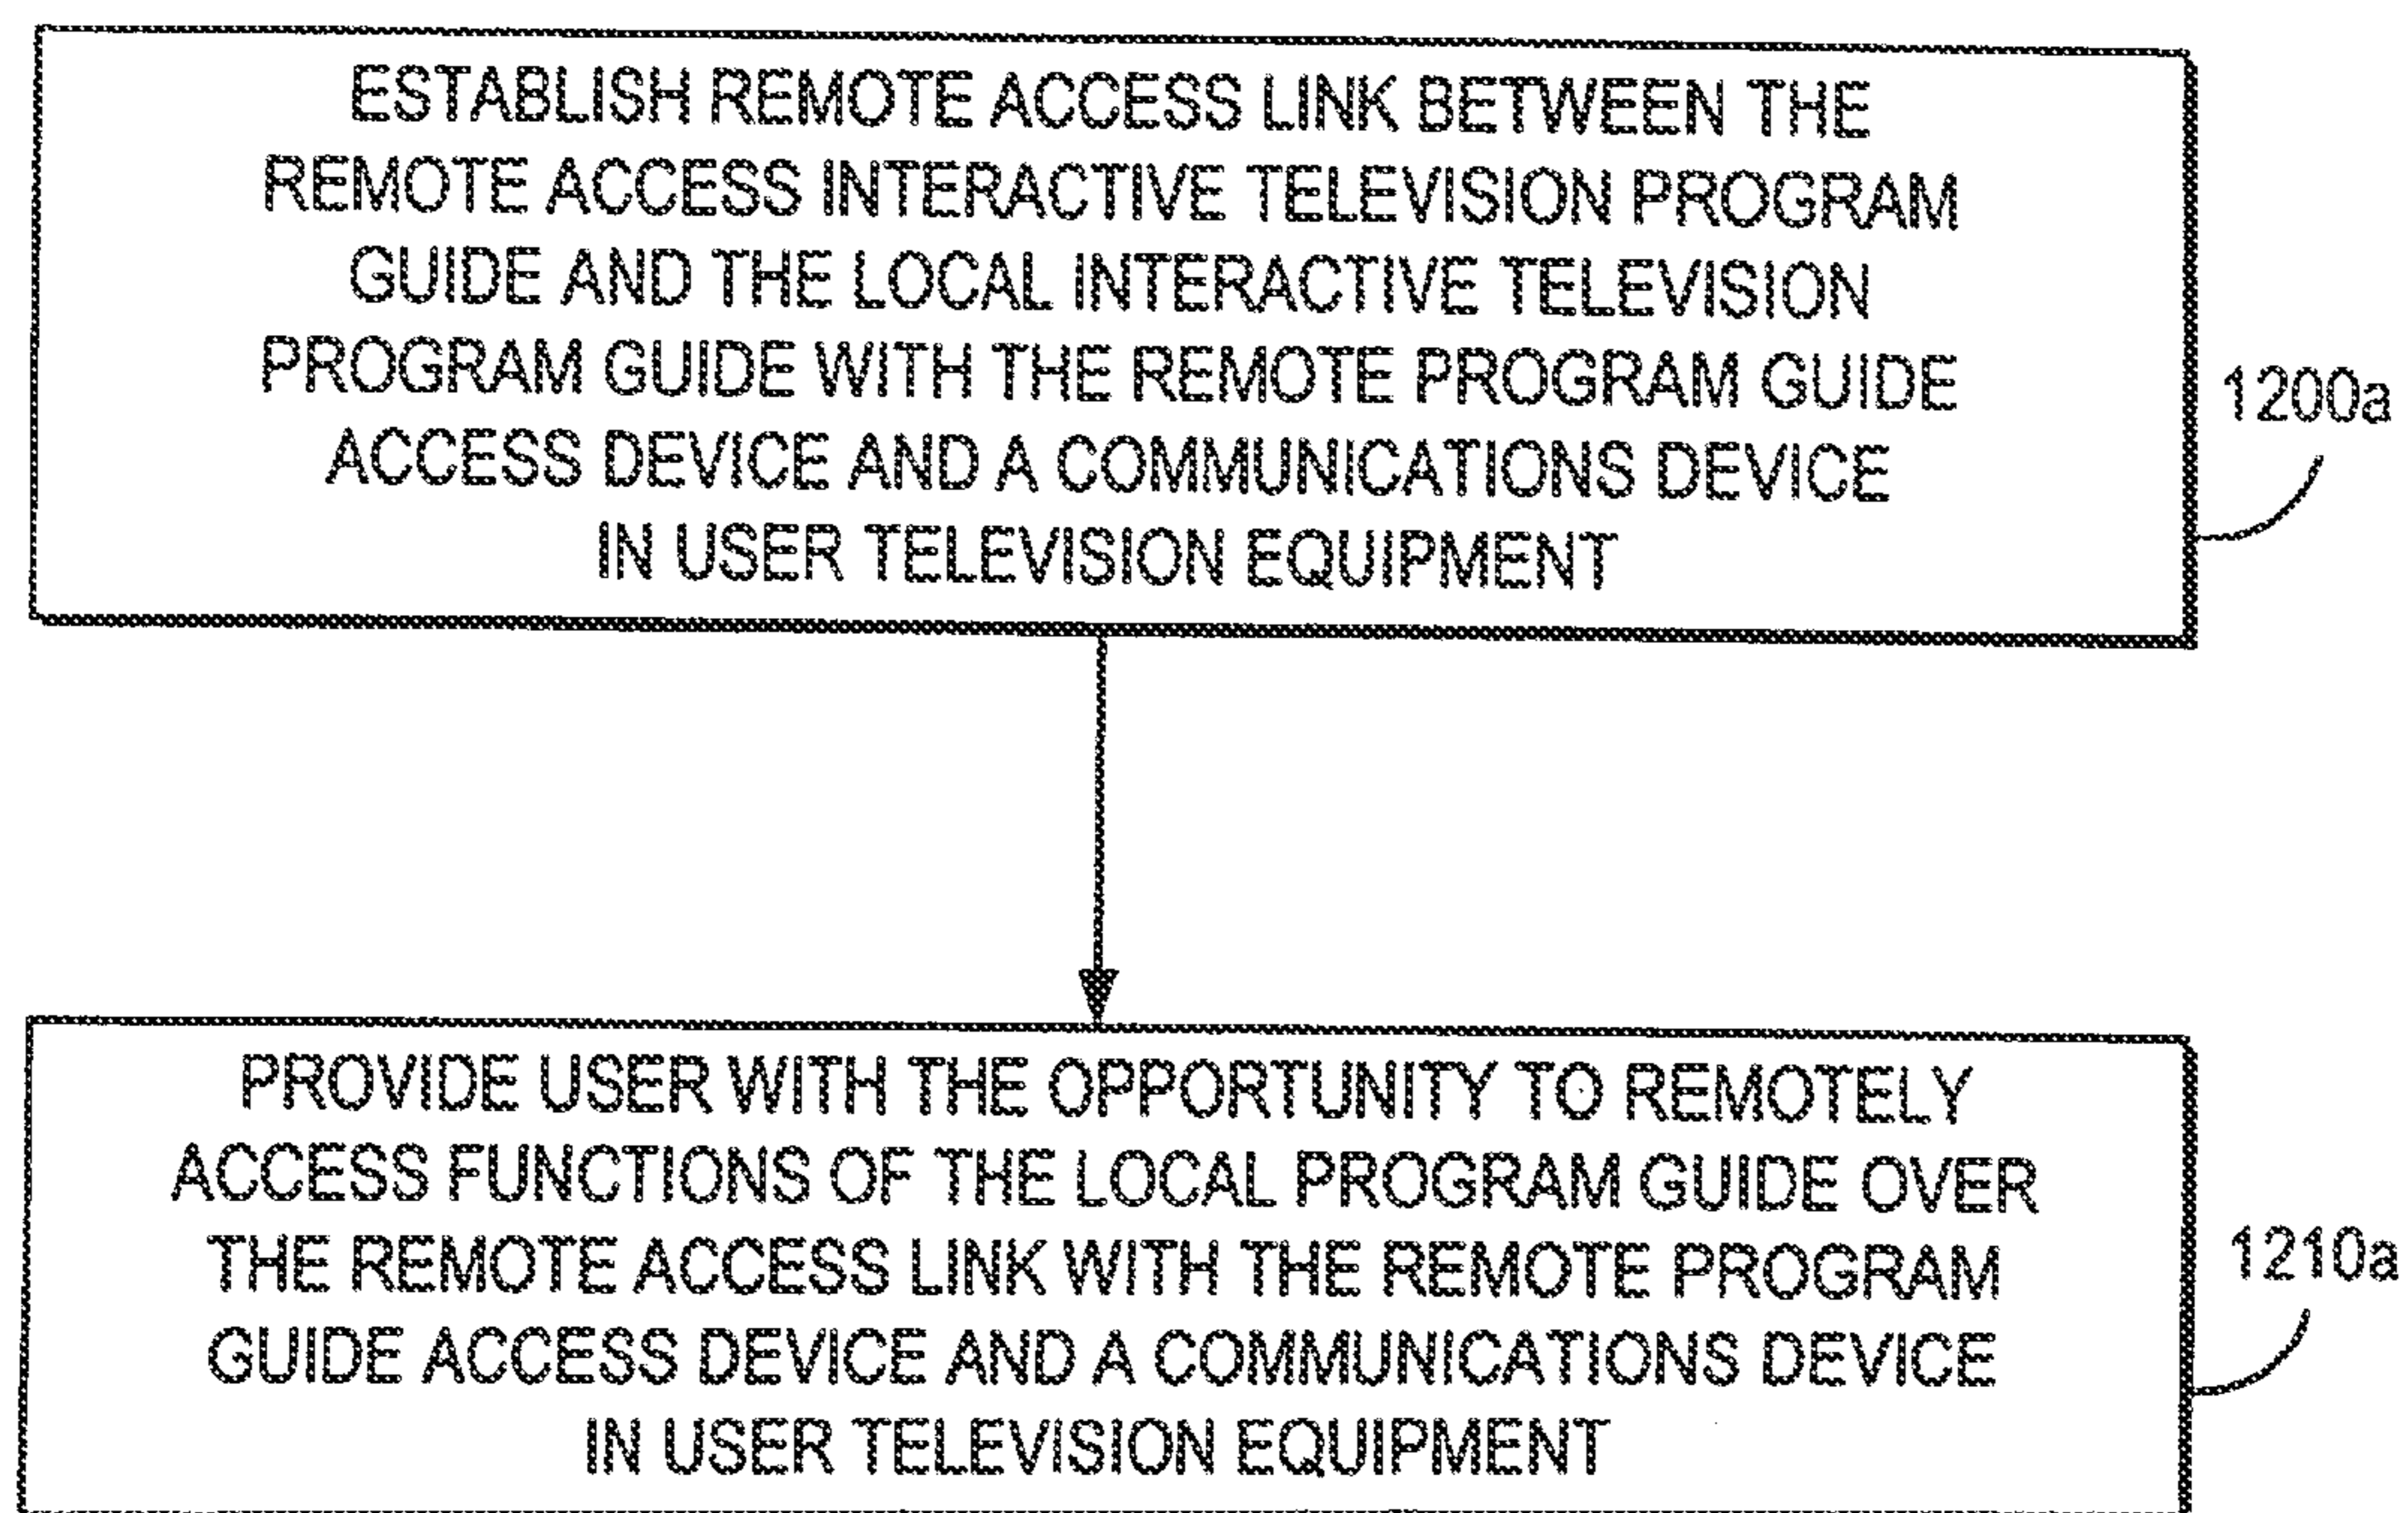 ESTABLISH REMOTE ACCESS LINK BETWEEN THE
REMOTE ACCESS INTERACTIVE TELEVISION PROGRAM
GUIDE AND THE LOCAL INTERACTIVE TELEVISION
PROGRAM GUIDE WITH THE REMOTE PROGRAM GUIDE
ACCESS DEVICE AND A COMMUNICATIONS DEVICE
IN USER TELEVISION EQUIPMENT
1200a
PROVIDE USER WITH THE OPPORTUNITY TO REMOTELY
ACCESS FUNCTIONS OF THE LOCAL PROGRAM GUIDE OVER
THE REMOTE ACCESS LINK WITH THE REMOTE PROGRAM
GUIDE ACCESS DEVICE AND A COMMUNICATIONS DEVICE
IN USER TELEVISION EQUIPMENT
1210a